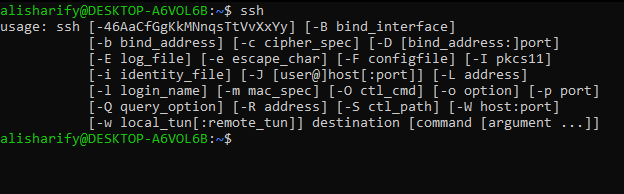 alisharify@DESKTOP-A6VOL6B:~$ ssh
usage: ssh [-46AaCfGgKkMNnqsTtVvXxYy] [-B bind_interface]
           [-b bind_address] [-c cipher_spec] [-D [bind_address:]port]
           [-E log_file] [-e escape_char] [-F configfile] [-I pkcs11]
           [-i identity_file] [-J [user@]host[:port]] [-L address]
           [-l login_name] [-m mac_spec] [-O ctl_cmd] [-o option] [-p port]
           [-Q query_option] [-R address] [-S ctl_path] [-W host:port]
           [-w local_tun[:remote_tun]] destination [command [argument ...]]
alisharify@DESKTOP-A6VOL6B:~$